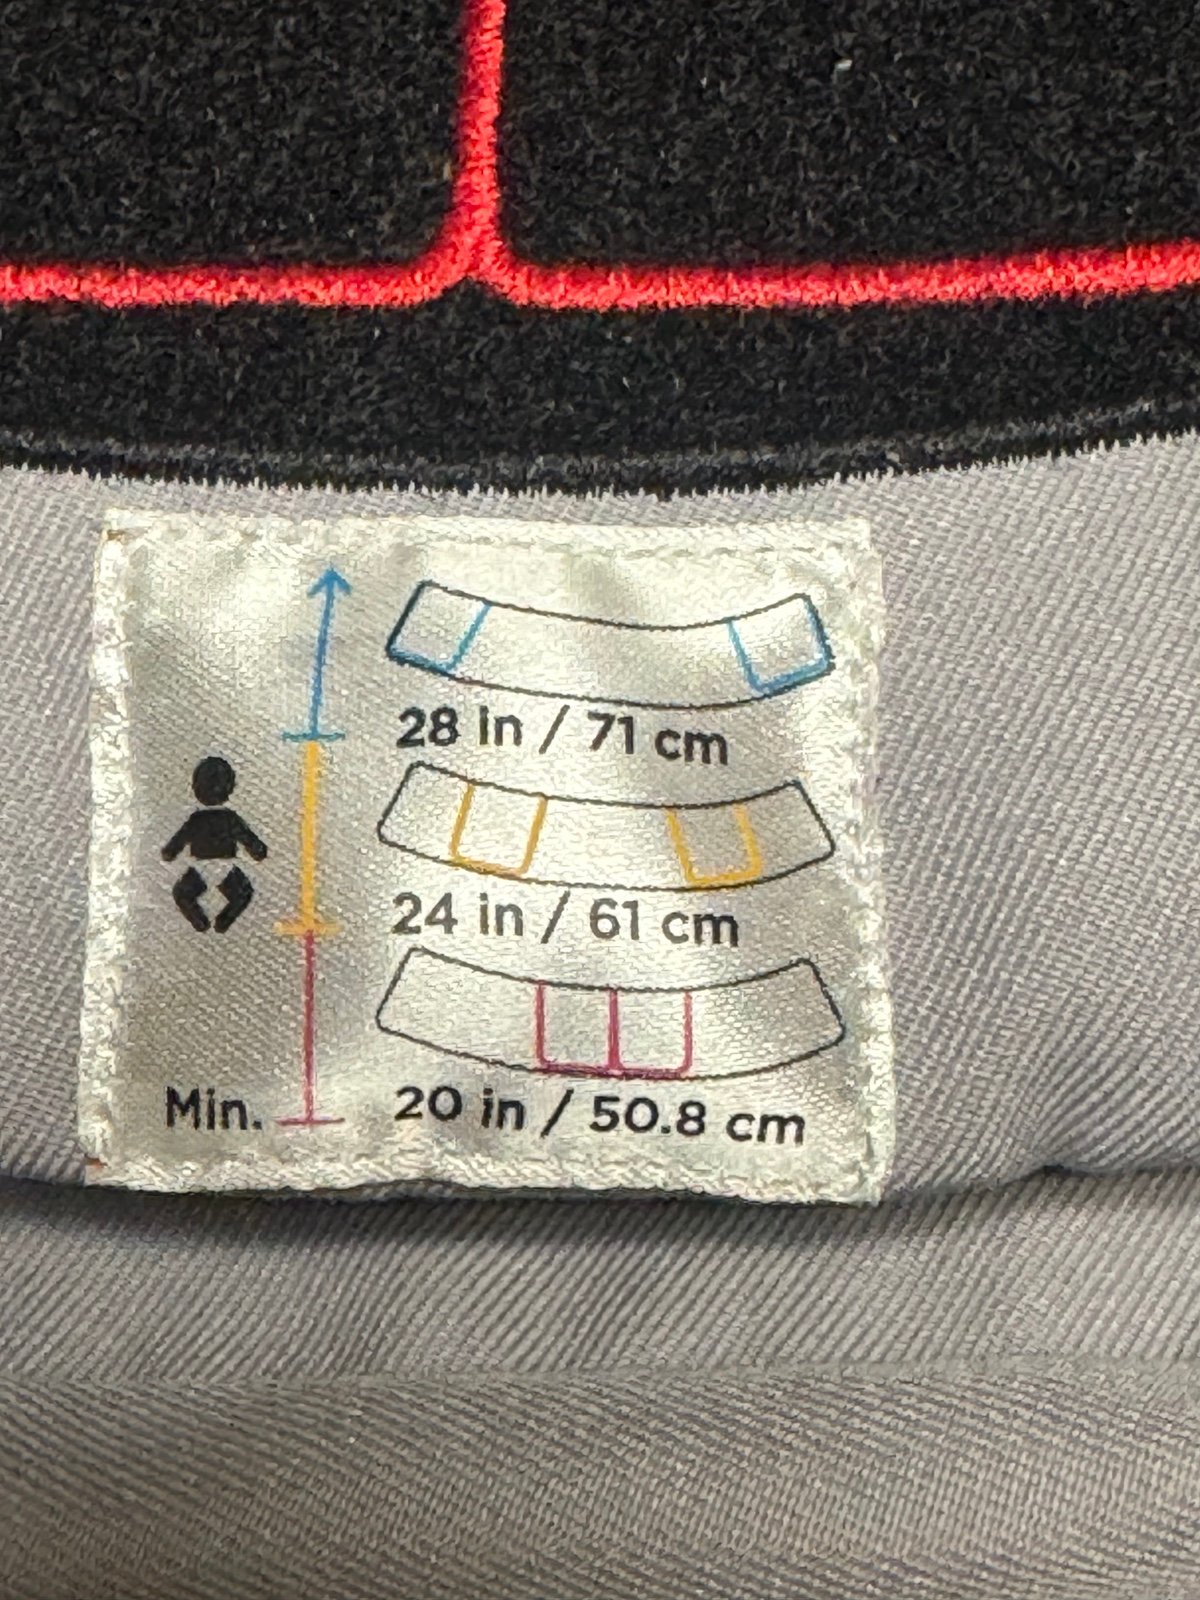 28 in / 71 cm
24 in / 61 cm
Min. 20 in / 50.8 cm